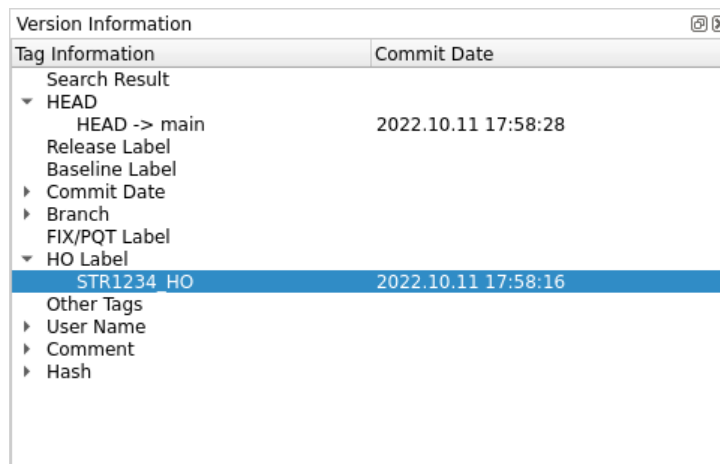 Version Information
Tag Information Commit Date
Search Result
HEAD
HEAD -> main 2022.10.11 17:58:28
Release Label
Baseline Label
Commit Date
Branch
FIX/PQT Label
HO Label
STR1234_HO 2022.10.11 17:58:16
Other Tags
User Name
Comment
Hash